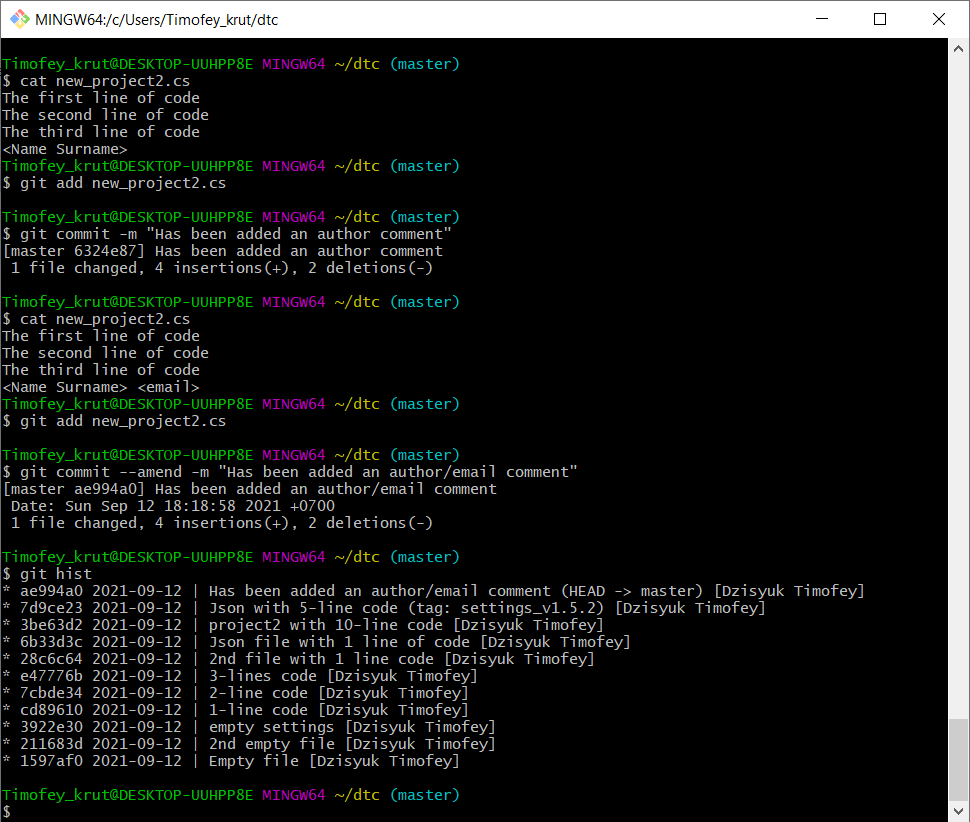 MINGW64:/c/Users/Timofey_krut/dtc
Timofey_krut@DESKTOP-UUHPP8E MINGW64 ~/dtc (master)
$ cat new_project2.cs
The first line of code
The second line of code
The third line of code
<Name Surname>
Timofey_krut@DESKTOP-UUHPP8E MINGW64 ~/dtc (master)
$ git add new_project2.cs
Timofey_krut@DESKTOP-UUHPP8E MINGW64 ~/dtc (master)
$ git commit -m "Has been added an author comment"
[master 6324e87] Has been added an author comment
 1 file changed, 4 insertions(+), 2 deletions(-)
Timofey_krut@DESKTOP-UUHPP8E MINGW64 ~/dtc (master)
$ cat new_project2.cs
The first line of code
The second line of code
The third line of code
<Name Surname> <email>
Timofey_krut@DESKTOP-UUHPP8E MINGW64 ~/dtc (master)
$ git add new_project2.cs
Timofey_krut@DESKTOP-UUHPP8E MINGW64 ~/dtc (master)
$ git commit --amend -m "Has been added an author/email comment"
[master ae994a0] Has been added an author/email comment
 Date: Sun Sep 12 18:18:58 2021 +0700
 1 file changed, 4 insertions(+), 2 deletions(-)
Timofey_krut@DESKTOP-UUHPP8E MINGW64 ~/dtc (master)
$ git hist
* ae994a0 2021-09-12 | Has been added an author/email comment (HEAD -> master) [Dzisyuk Timofey]
* 7d9ce23 2021-09-12 | Json with 5-line code (tag: settings_v1.5.2) [Dzisyuk Timofey]
* 3be63d2 2021-09-12 | project2 with 10-line code [Dzisyuk Timofey]
* 6b33d3c 2021-09-12 | Json file with 1 line of code [Dzisyuk Timofey]
* 28c6c64 2021-09-12 | 2nd file with 1 line code [Dzisyuk Timofey]
* e47776b 2021-09-12 | 3-lines code [Dzisyuk Timofey]
* 7cbde34 2021-09-12 | 2-line code [Dzisyuk Timofey]
* cd89610 2021-09-12 | 1-line code [Dzisyuk Timofey]
* 3922e30 2021-09-12 | empty settings [Dzisyuk Timofey]
* 211683d 2021-09-12 | 2nd empty file [Dzisyuk Timofey]
* 1597af0 2021-09-12 | Empty file [Dzisyuk Timofey]
Timofey_krut@DESKTOP-UUHPP8E MINGW64 ~/dtc (master)
$